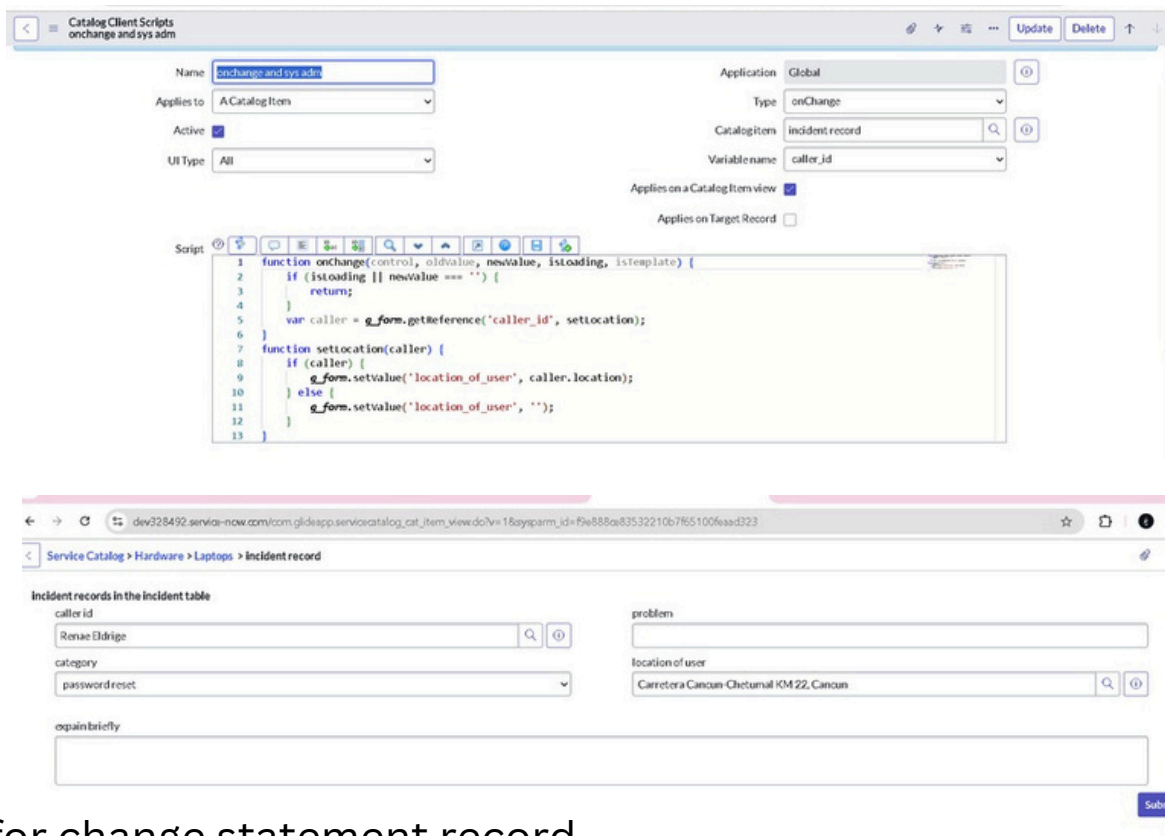 Catalog Client Scripts
onchange and sys adm
Update
Delete
Name
onchange and sys adm
Application
Global
Applies to
A Catalog Item
Type
onChange
Active
Catalog item
incident record
UI Type
All
Variable name
caller_id
Applies on a Catalog Item view
Applies on Target Record
Script
1 function onChange(control, oldValue, newValue, isLoading, isTemplate) {
2 if (isLoading || newValue === '') {
3 return;
4 }
5 var caller = g_form.getReference('caller_id', setLocation);
6 }
7 function setLocation(caller) {
8 if (caller) {
9 g_form.setValue('location_of_user', caller.location);
10 } else {
11 g_form.setValue('location_of_user', '');
12 }
13 }
Service Catalog > Hardware > Laptops > incident record
incident records in the incident table
caller id
Renae Eldrige
problem
category
password reset
location of user
Carretera Cancun-Chetumal KM 22, Cancun
expain briefly
for change statement record